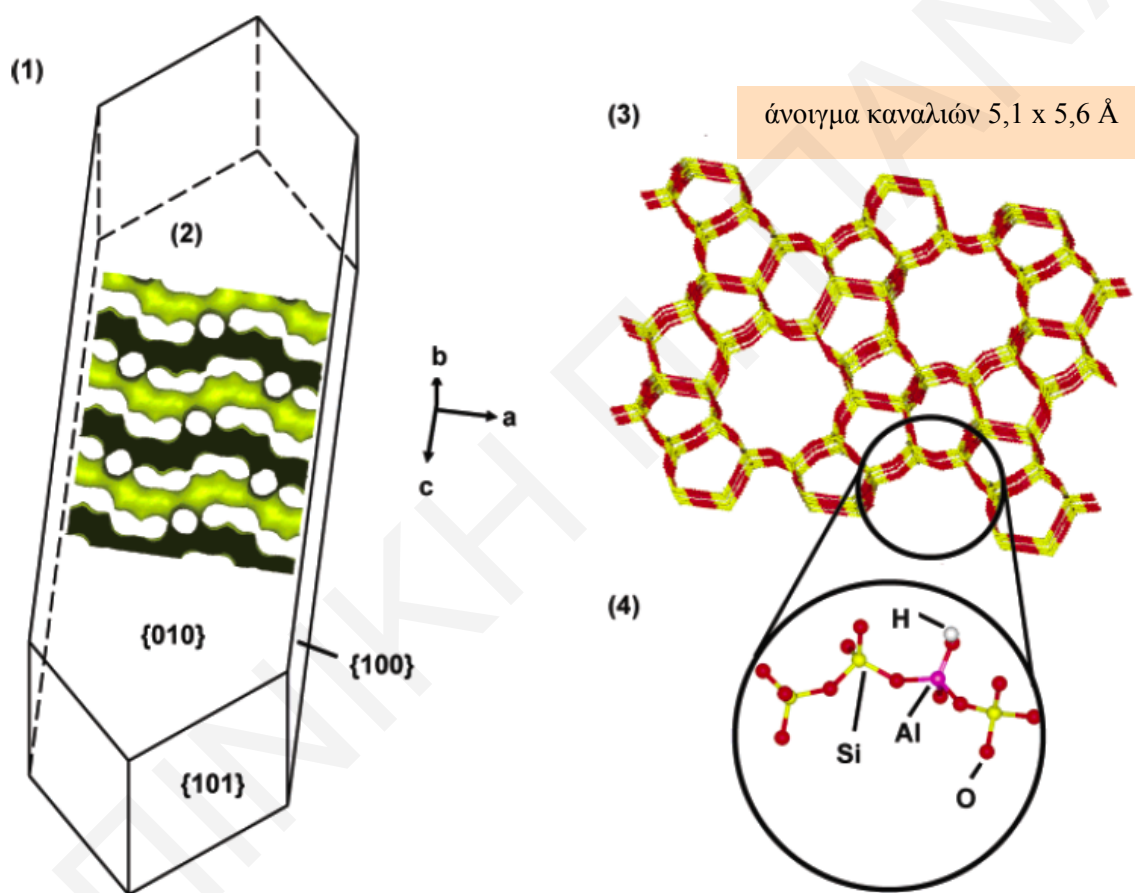 (1)
(2)
{010}
{100}
{101}
b
a
c
(3)
άνοιγμα καναλιών 5,1 x 5,6 Å
(4)
H
Si
Al
O